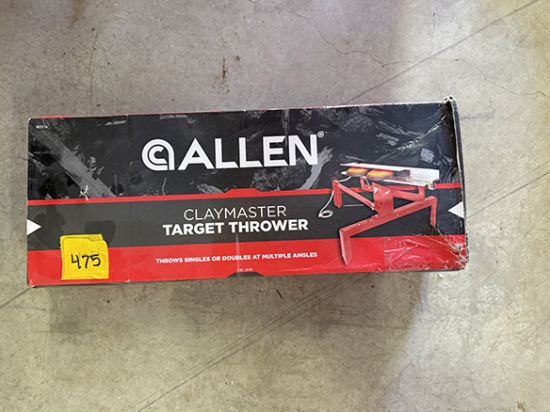 ALLEN®
CLAYMASTER
TARGET THROWER
475
THROWS SINGLES OR DOUBLES AT MULTIPLE ANGLES